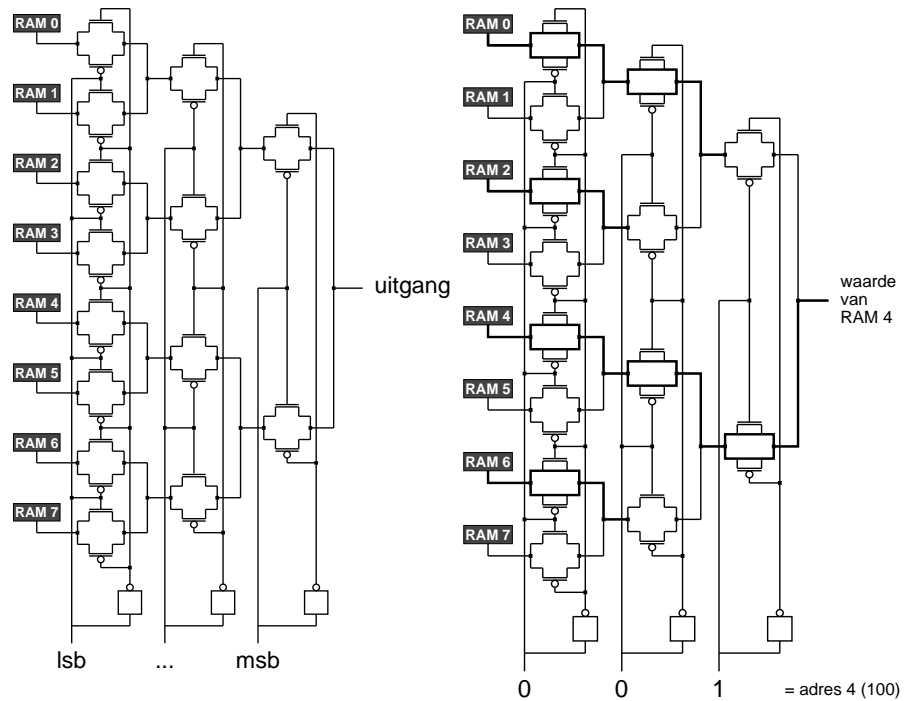 RAM 0
RAM 1
RAM 2
RAM 3
RAM 4
RAM 5
RAM 6
RAM 7
uitgang
lsb ... msb
RAM 0
RAM 1
RAM 2
RAM 3
RAM 4
RAM 5
RAM 6
RAM 7
waarde
van
RAM 4
0 0 1 = adres 4 (100)